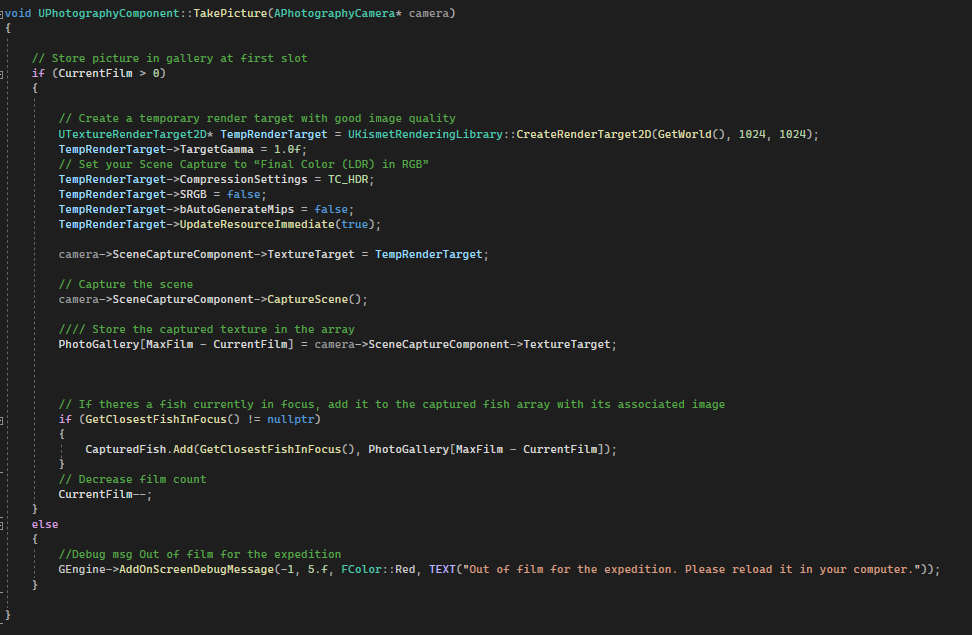 void UPhotographyComponent::TakePicture(APhotographyCamera* camera)
{
// Store picture in gallery at first slot
if (CurrentFilm > 0)
{
// Create a temporary render target with good image quality
UTextureRenderTarget2D* TempRenderTarget = UKismetRenderingLibrary::CreateRenderTarget2D(GetWorld(), 1024, 1024);
TempRenderTarget->TargetGamma = 1.0f;
// Set your Scene Capture to “Final Color (LDR) in RGB”
TempRenderTarget->CompressionSettings = TC_HDR;
TempRenderTarget->SRGB = false;
TempRenderTarget->bAutoGenerateMips = false;
TempRenderTarget->UpdateResourceImmediate(true);
camera->SceneCaptureComponent->TextureTarget = TempRenderTarget;
// Capture the scene
camera->SceneCaptureComponent->CaptureScene();
//// Store the captured texture in the array
PhotoGallery[MaxFilm - CurrentFilm] = camera->SceneCaptureComponent->TextureTarget;
// If theres a fish currently in focus, add it to the captured fish array with its associated image
if (GetClosestFishInFocus() != nullptr)
{
CapturedFish.Add(GetClosestFishInFocus(), PhotoGallery[MaxFilm - CurrentFilm]);
}
// Decrease film count
CurrentFilm--;
}
else
{
//Debug msg Out of film for the expedition
GEngine->AddOnScreenDebugMessage(-1, 5.f, FColor::Red, TEXT("Out of film for the expedition. Please reload it in your computer."));
}
}